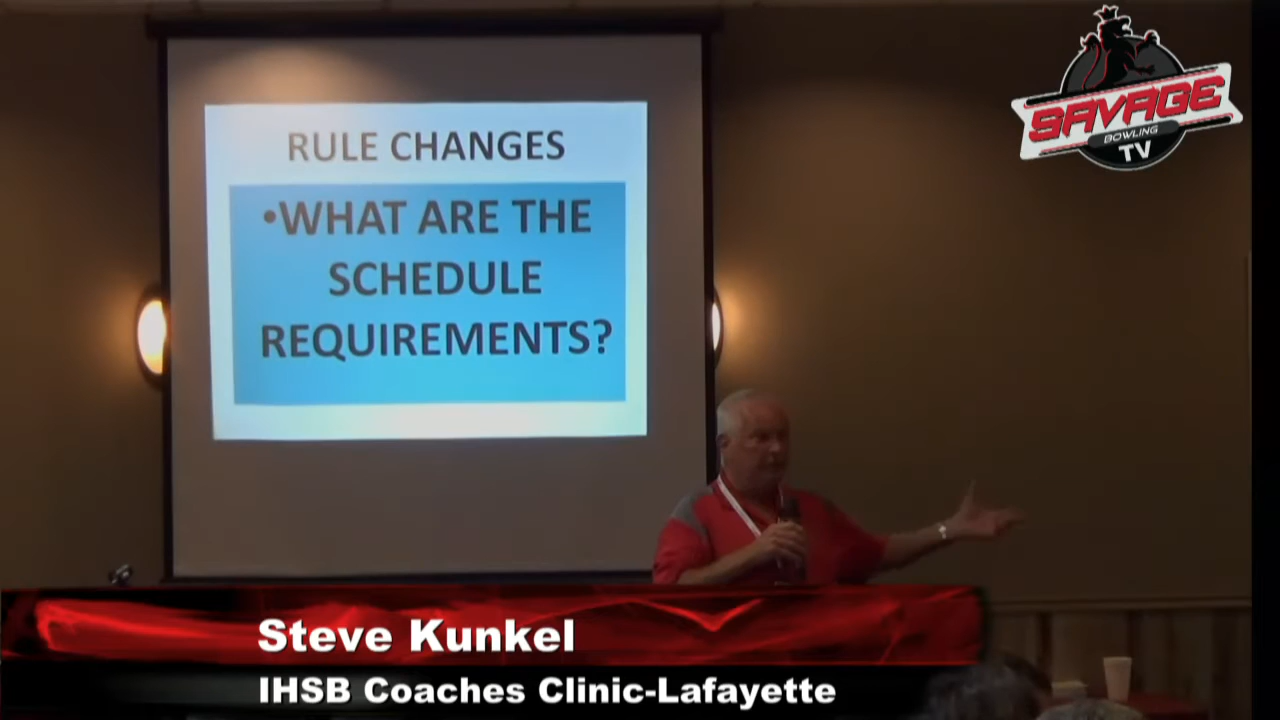 SAVAGE
BOWLING
TV
RULE CHANGES
•WHAT ARE THE
SCHEDULE
REQUIREMENTS?
Steve Kunkel
IHSB Coaches Clinic-Lafayette